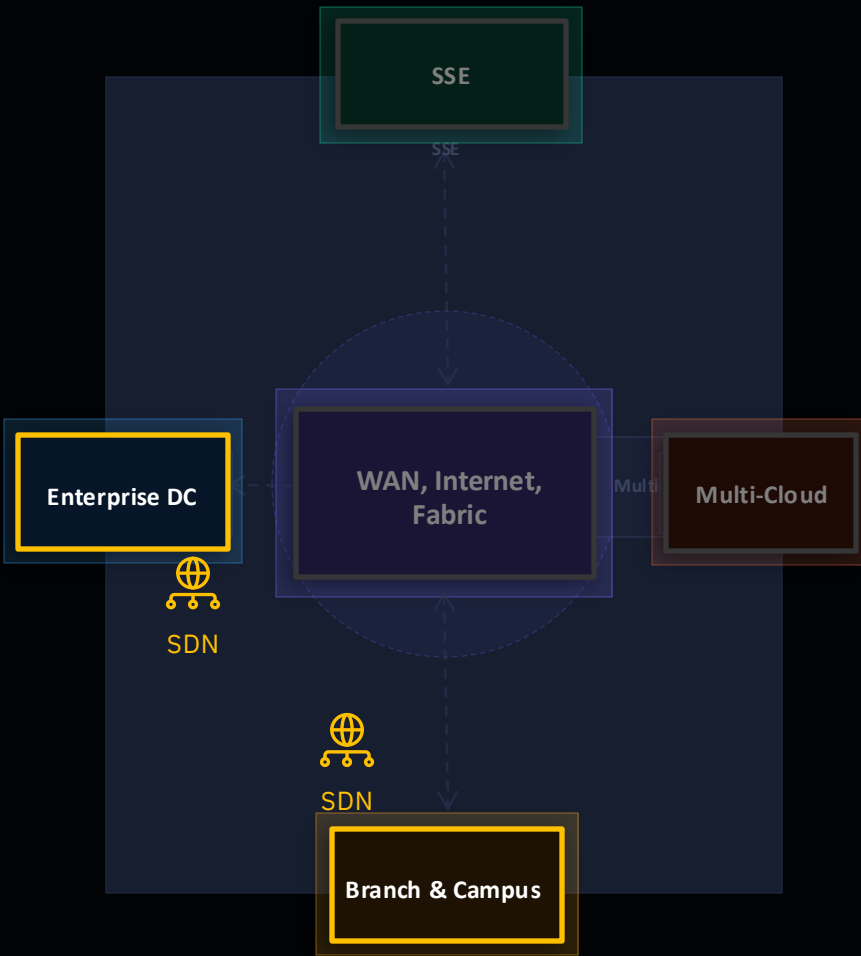 SSE
SSE
Enterprise DC
WAN, Internet,
Fabric
Multi
Multi-Cloud
SDN
SDN
Branch & Campus